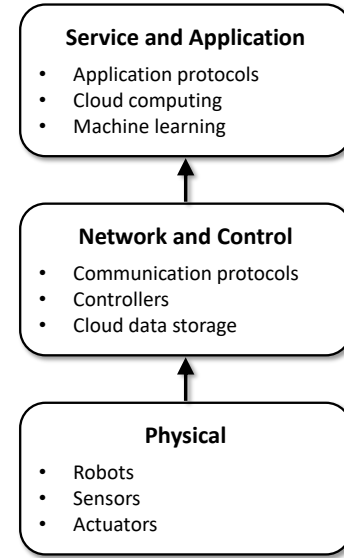 Service and Application
• Application protocols
• Cloud computing
• Machine learning
Network and Control
• Communication protocols
• Controllers
• Cloud data storage
Physical
• Robots
• Sensors
• Actuators